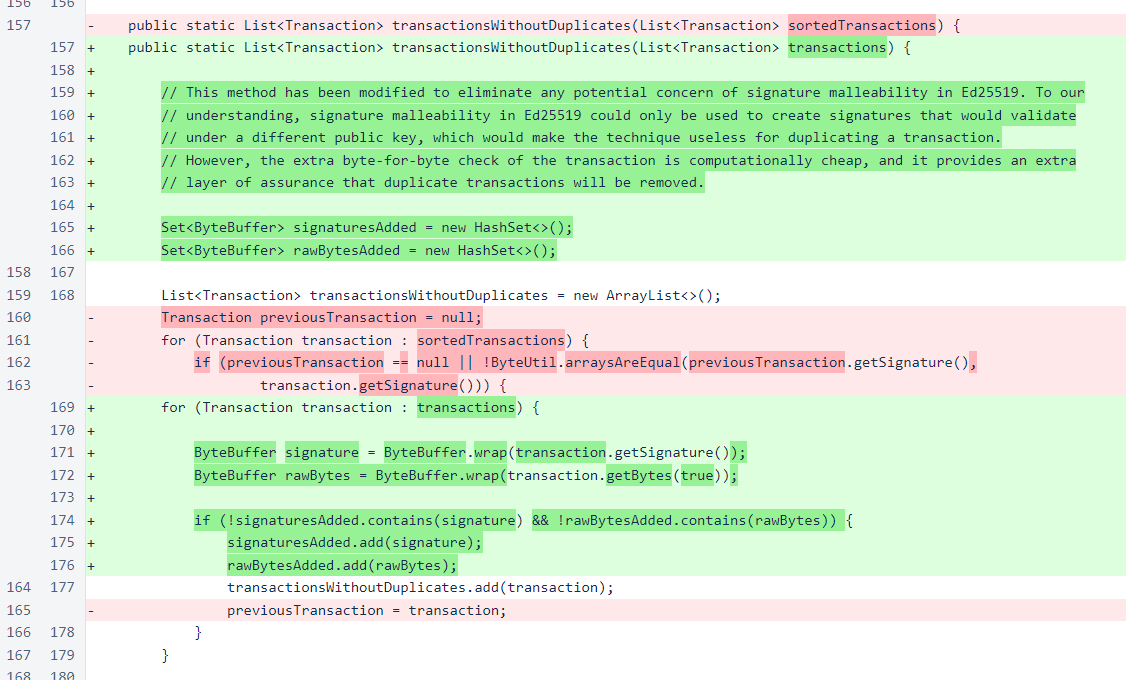 156 156
157 - public static List<Transaction> transactionsWithoutDuplicates(List<Transaction> sortedTransactions) {
157 + public static List<Transaction> transactionsWithoutDuplicates(List<Transaction> transactions) {
158 +
159 + // This method has been modified to eliminate any potential concern of signature malleability in Ed25519. To our
160 + // understanding, signature malleability in Ed25519 could only be used to create signatures that would validate
161 + // under a different public key, which would make the technique useless for duplicating a transaction.
162 + // However, the extra byte-for-byte check of the transaction is computationally cheap, and it provides an extra
163 + // layer of assurance that duplicate transactions will be removed.
164 +
165 + Set<ByteBuffer> signaturesAdded = new HashSet<>();
166 + Set<ByteBuffer> rawBytesAdded = new HashSet<>();
158 167
159 168 List<Transaction> transactionsWithoutDuplicates = new ArrayList<>();
160 - Transaction previousTransaction = null;
161 - for (Transaction transaction : sortedTransactions) {
162 - if (previousTransaction == null || !ByteUtil.arraysAreEqual(previousTransaction.getSignature(),
163 - transaction.getSignature())) {
169 + for (Transaction transaction : transactions) {
170 +
171 + ByteBuffer signature = ByteBuffer.wrap(transaction.getSignature());
172 + ByteBuffer rawBytes = ByteBuffer.wrap(transaction.getBytes(true));
173 +
174 + if (!signaturesAdded.contains(signature) && !rawBytesAdded.contains(rawBytes)) {
175 + signaturesAdded.add(signature);
176 + rawBytesAdded.add(rawBytes);
164 177 transactionsWithoutDuplicates.add(transaction);
165 - previousTransaction = transaction;
166 178 }
167 179 }
168 180